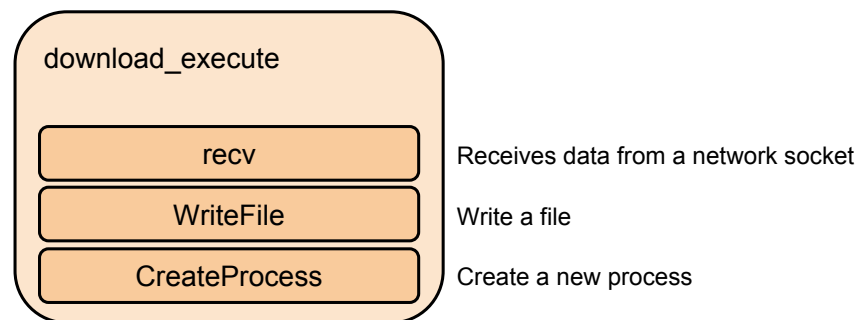 download_execute
recv Receives data from a network socket
WriteFile Write a file
CreateProcess Create a new process